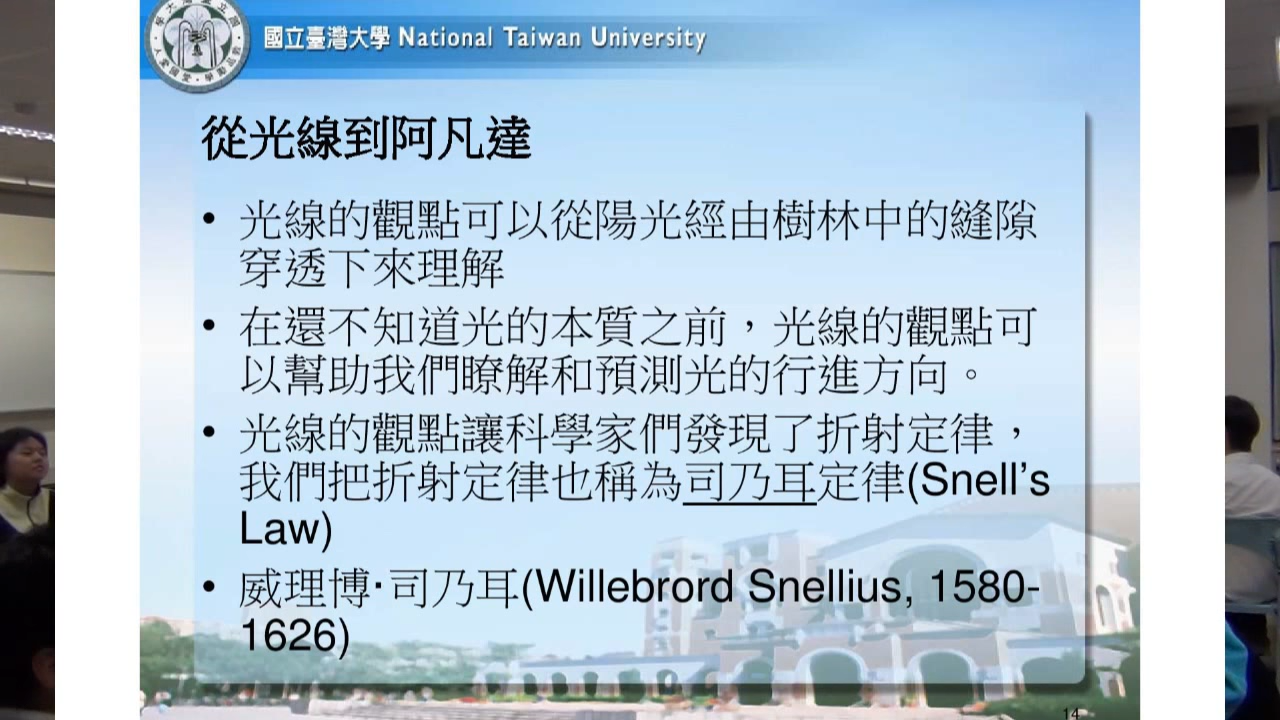 國立臺灣大學 National Taiwan University
從光線到阿凡達
• 光線的觀點可以從陽光經由樹林中的縫隙
穿透下來理解
• 在還不知道光的本質之前，光線的觀點可
以幫助我們瞭解和預測光的行進方向。
• 光線的觀點讓科學家們發現了折射定律，
我們把折射定律也稱為司乃耳定律(Snell’s
Law)
• 威理博·司乃耳(Willebrord Snellius, 1580-
1626)
14